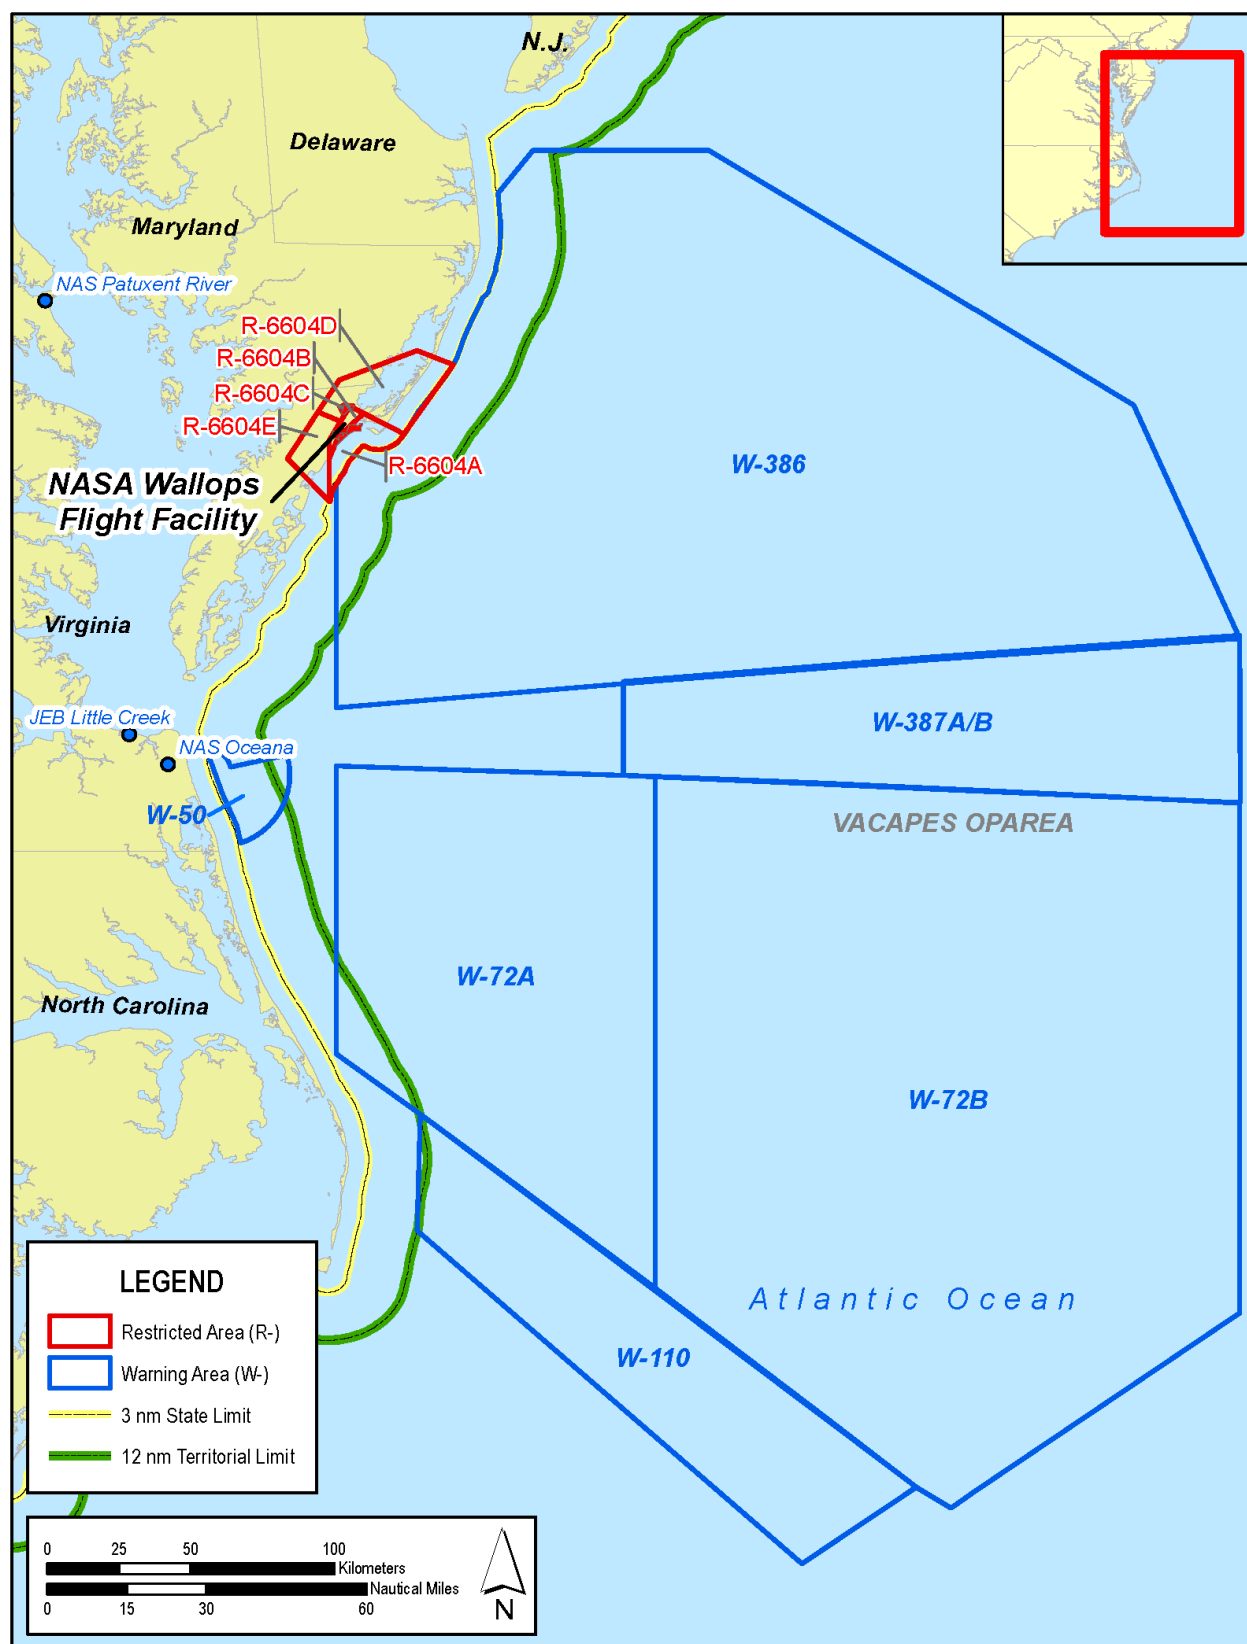 N.J.
Delaware
Maryland
NAS Patuxent River
R-6604D
R-6604B
R-6604C
R-6604E
R-6604A
W-386
NASA Wallops
Flight Facility
Virginia
JEB Little Creek
NAS Oceana
W-387A/B
W-50
VACAPES OPAREA
W-72A
North Carolina
W-72B
Atlantic Ocean
W-110
LEGEND
Restricted Area (R-)
Warning Area (W-)
3 nm State Limit
12 nm Territorial Limit
0 25 50 100
Kilometers
Nautical Miles
0 15 30 60
N